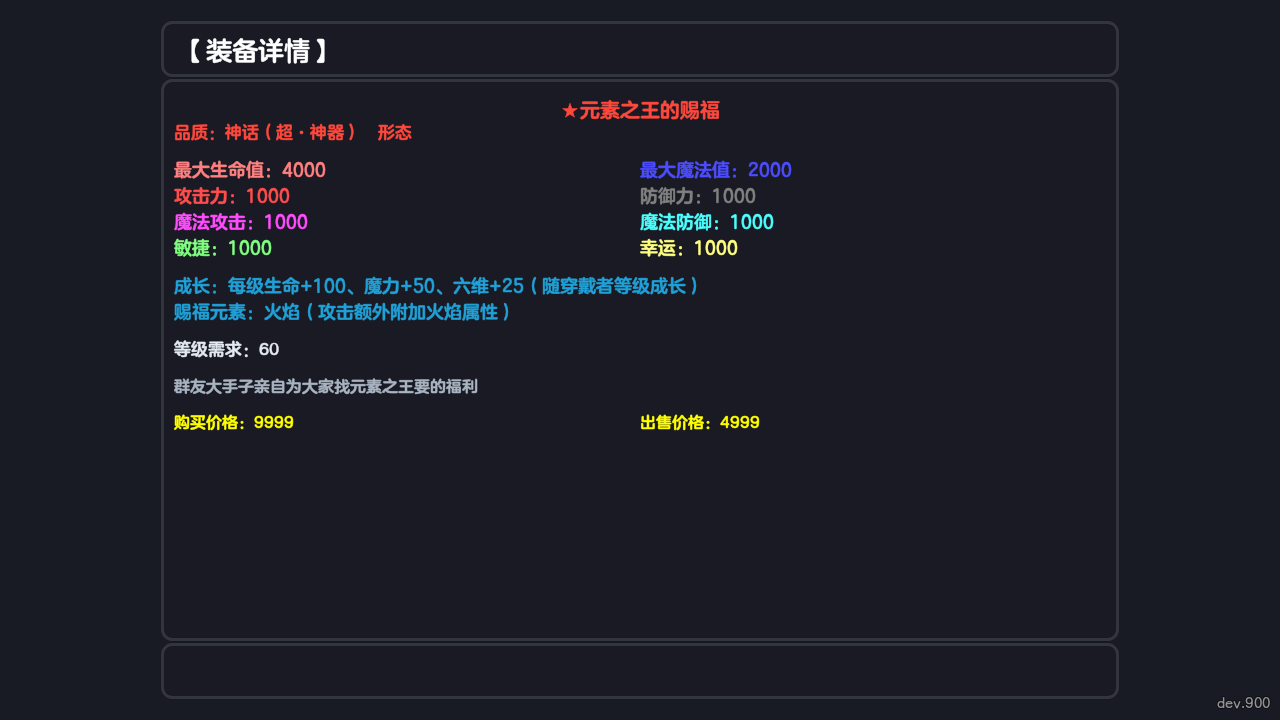 【装备详情】
★元素之王的赐福
品质：神话（超·神器） 形态
最大生命值：4000 最大魔法值：2000
攻击力：1000 防御力：1000
魔法攻击：1000 魔法防御：1000
敏捷：1000 幸运：1000
成长：每级生命+100、魔力+50、六维+25（随穿戴者等级成长）
赐福元素：火焰（攻击额外附加火焰属性）
等级需求：60
群友大手子亲自为大家找元素之王要的福利
购买价格：9999 出售价格：4999
dev.900